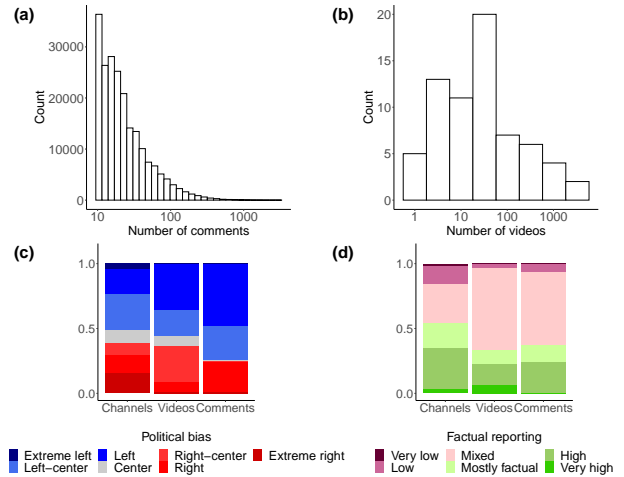 (a)
Count
30000
20000
10000
0
10
100
1000
Number of comments
(b)
Count
20
15
10
5
0
1
10
100
1000
Number of videos
(c)
1.0
0.5
0.0
Channels Videos Comments
(d)
1.0
0.5
0.0
Channels Videos Comments
Political bias
Extreme left Left Right−center Extreme right
Left−center Center Right
Factual reporting
Very low Mixed High
Low Mostly factual Very high